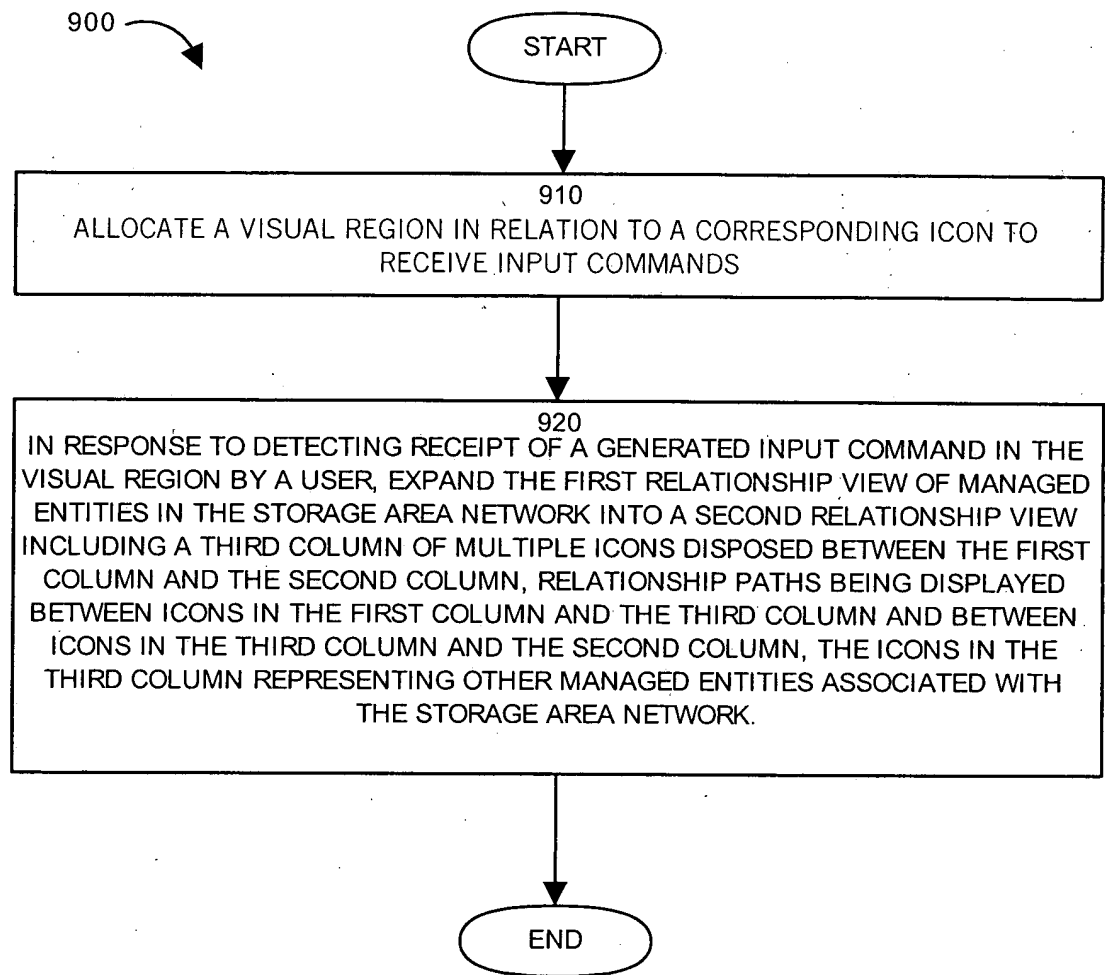 900
START
910
ALLOCATE A VISUAL REGION IN RELATION TO A CORRESPONDING ICON TO
RECEIVE INPUT COMMANDS
920
IN RESPONSE TO DETECTING RECEIPT OF A GENERATED INPUT COMMAND IN THE
VISUAL REGION BY A USER, EXPAND THE FIRST RELATIONSHIP VIEW OF MANAGED
ENTITIES IN THE STORAGE AREA NETWORK INTO A SECOND RELATIONSHIP VIEW
INCLUDING A THIRD COLUMN OF MULTIPLE ICONS DISPOSED BETWEEN THE FIRST
COLUMN AND THE SECOND COLUMN, RELATIONSHIP PATHS BEING DISPLAYED
BETWEEN ICONS IN THE FIRST COLUMN AND THE THIRD COLUMN AND BETWEEN
ICONS IN THE THIRD COLUMN AND THE SECOND COLUMN, THE ICONS IN THE
THIRD COLUMN REPRESENTING OTHER MANAGED ENTITIES ASSOCIATED WITH
THE STORAGE AREA NETWORK.
END